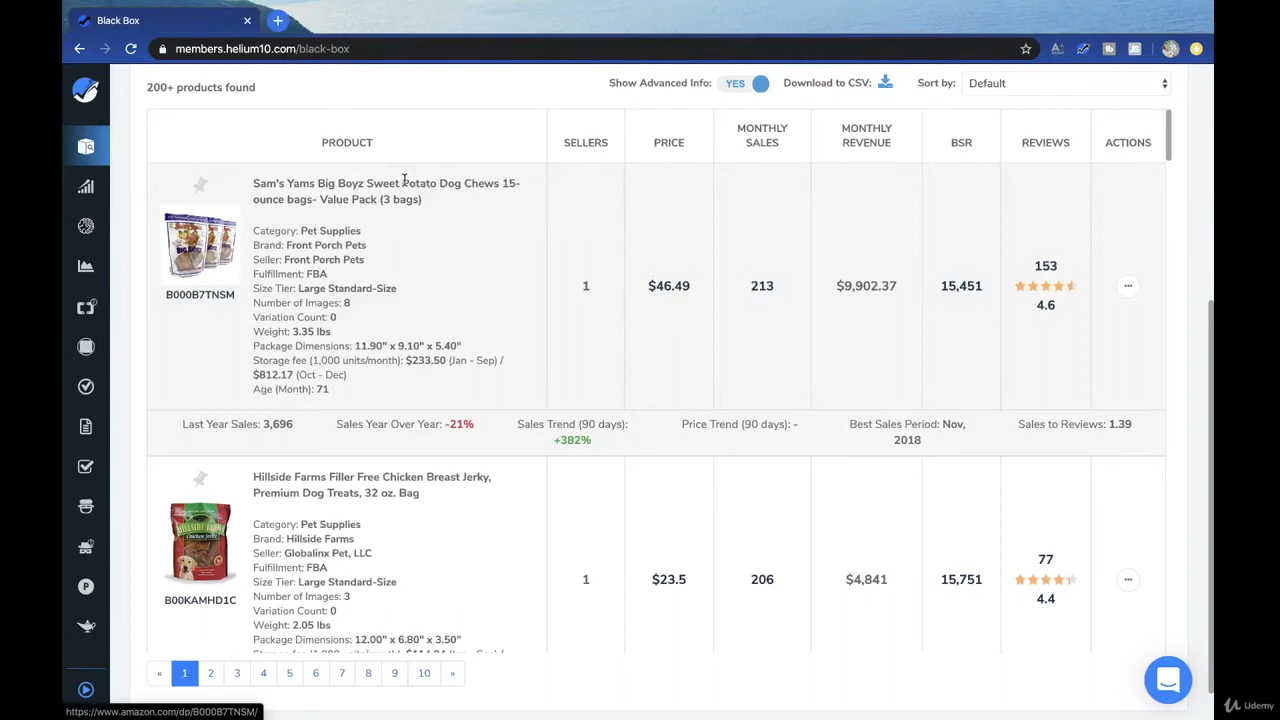 Black Box
members.helium10.com/black-box
200+ products found
Show Advanced Info: YES
Download to CSV:
Sort by: Default
PRODUCT
SELLERS
PRICE
MONTHLY
SALES
MONTHLY
REVENUE
BSR
REVIEWS
ACTIONS
Sam's Yams Big Boyz Sweet Potato Dog Chews 15-
ounce bags- Value Pack (3 bags)
Category: Pet Supplies
Brand: Front Porch Pets
Seller: Front Porch Pets
Fulfillment: FBA
Size Tier: Large Standard-Size
Number of Images: 8
Variation Count: 0
Weight: 3.35 lbs
Package Dimensions: 11.90" x 9.10" x 5.40"
Storage fee (1,000 units/month): $233.50 (Jan - Sep) /
$812.17 (Oct - Dec)
Age (Month): 71
B000B7TNSM
1
$46.49
213
$9,902.37
15,451
153
4.6
Last Year Sales: 3,696
Sales Year Over Year: -21%
Sales Trend (90 days):
+382%
Price Trend (90 days): -
Best Sales Period: Nov,
2018
Sales to Reviews: 1.39
Hillside Farms Filler Free Chicken Breast Jerky,
Premium Dog Treats, 32 oz. Bag
Category: Pet Supplies
Brand: Hillside Farms
Seller: Globalinx Pet, LLC
Fulfillment: FBA
Size Tier: Large Standard-Size
Number of Images: 3
Variation Count: 0
Weight: 2.05 lbs
Package Dimensions: 12.00" x 6.80" x 3.50"
B00KAMHD1C
1
$23.5
206
$4,841
15,751
77
4.4
« 1 2 3 4 5 6 7 8 9 10 »
https://www.amazon.com/dp/B000B7TNSM/
Udemy